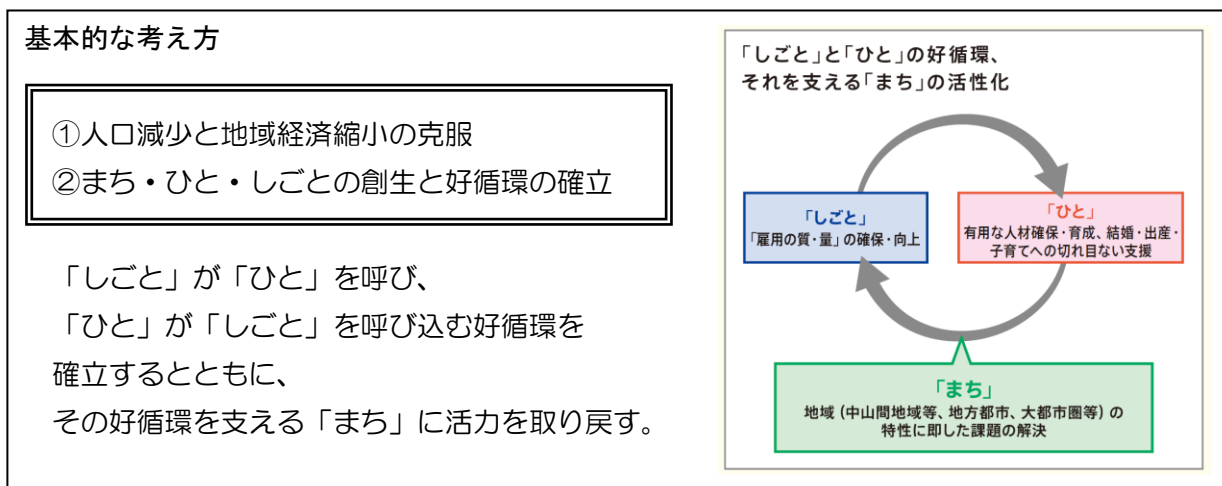 基本的な考え方
①人口減少と地域経済縮小の克服
②まち・ひと・しごとの創生と好循環の確立
「しごと」が「ひと」を呼び、
「ひと」が「しごと」を呼び込む好循環を
確立するとともに、
その好循環を支える「まち」に活力を取り戻す。
「しごと」と「ひと」の好循環、
それを支える「まち」の活性化
「しごと」
「雇用の質・量」の確保・向上
「ひと」
有用な人材確保・育成、結婚・出産・
子育てへの切れ目ない支援
「まち」
地域(中山間地域等、地方都市、大都市圏等)の
特性に即した課題の解決